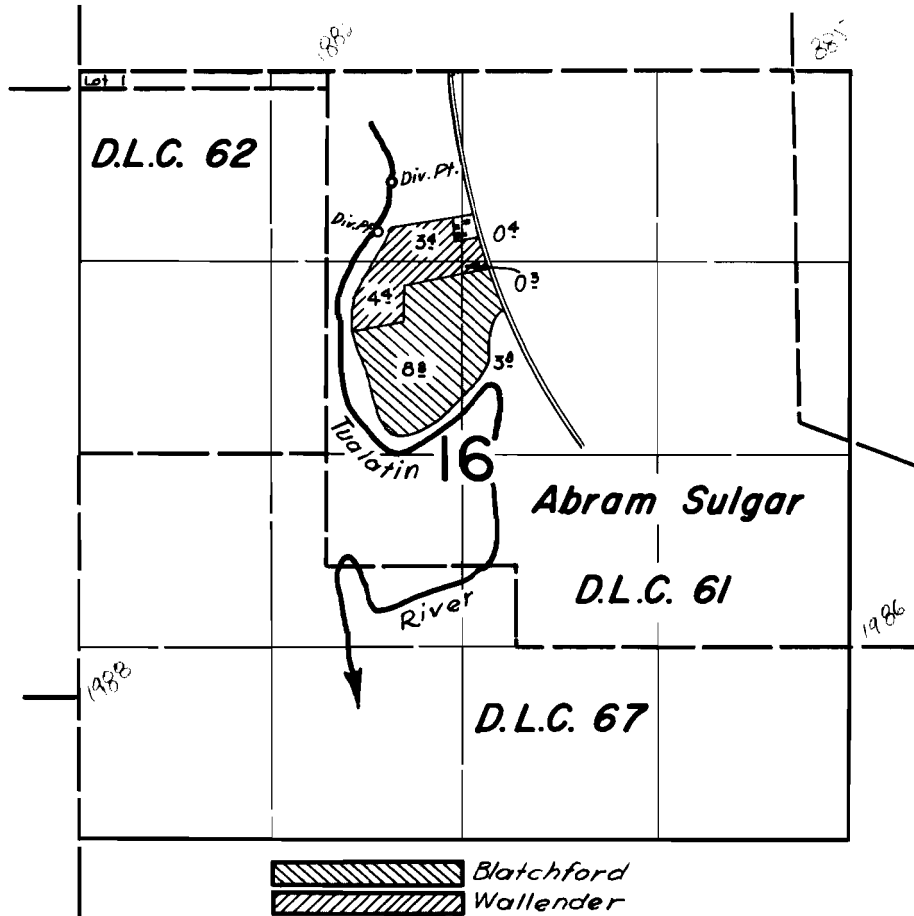 Lot 1
D.L.C. 62
Div. Pt.
Div. Pt.
3.4
0.4
0.3
4.4
8.8
3.8
Tualatin
16
Abram Sulgar
D.L.C. 61
River
1986
1988
D.L.C. 67
Blatchford
Wallender